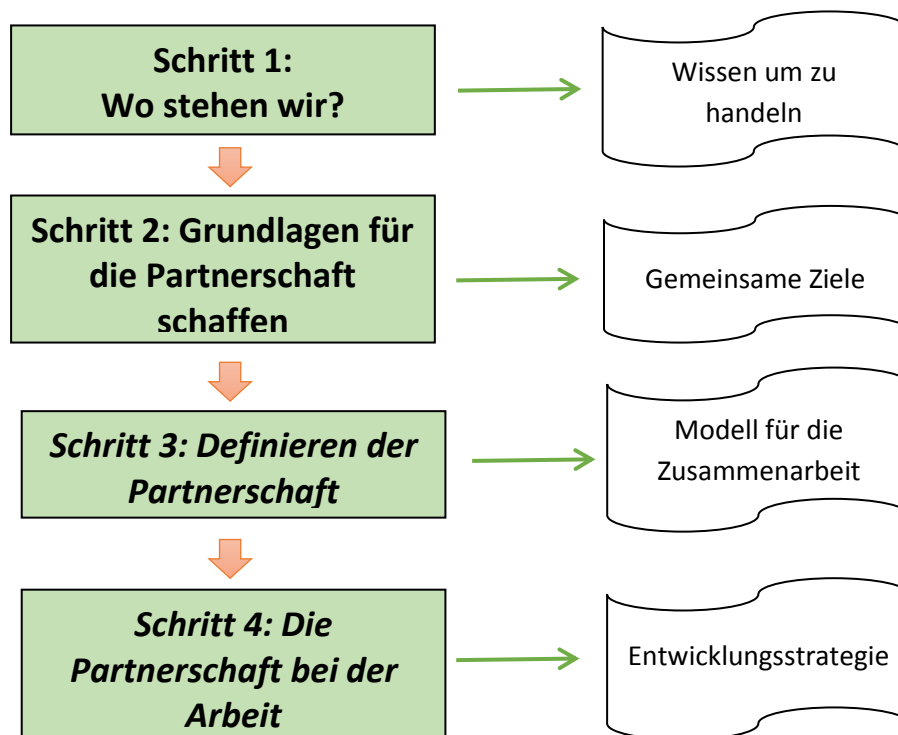 Schritt 1:
Wo stehen wir?
Wissen um zu
handeln
Schritt 2: Grundlagen für
die Partnerschaft
schaffen
Gemeinsame Ziele
Schritt 3: Definieren der
Partnerschaft
Modell für die
Zusammenarbeit
Schritt 4: Die
Partnerschaft bei der
Arbeit
Entwicklungsstrategie